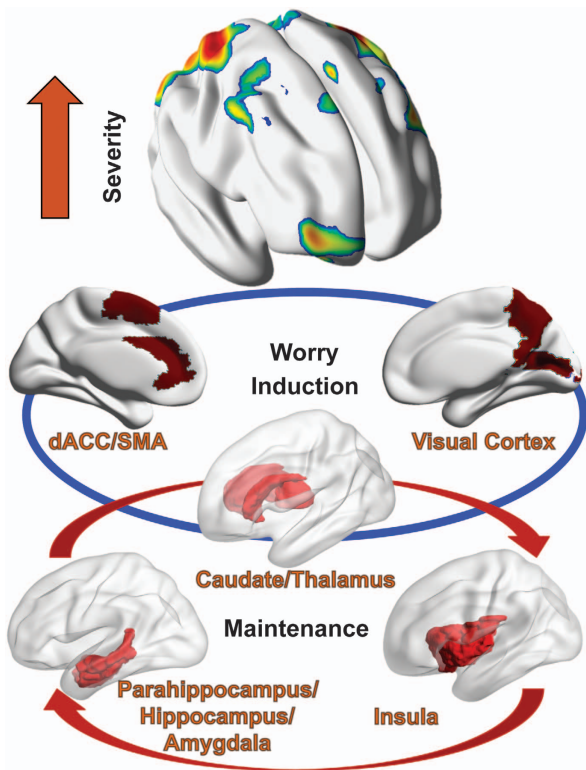 Severity
Worry
Induction
dACC/SMA
Visual Cortex
Caudate/Thalamus
Maintenance
Parahippocampus/
Hippocampus/
Amygdala
Insula